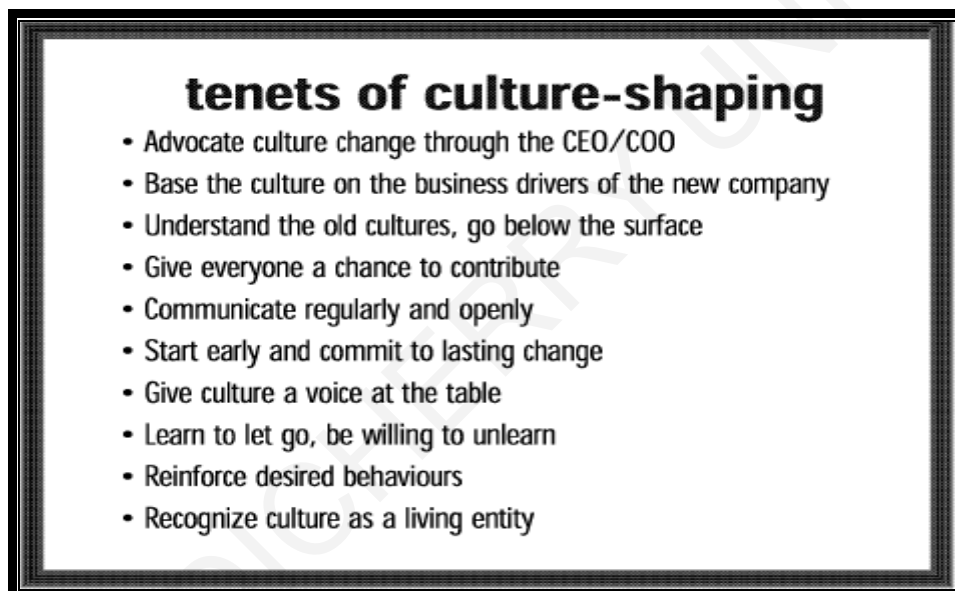 tenets of culture-shaping
• Advocate culture change through the CEO/COO
• Base the culture on the business drivers of the new company
• Understand the old cultures, go below the surface
• Give everyone a chance to contribute
• Communicate regularly and openly
• Start early and commit to lasting change
• Give culture a voice at the table
• Learn to let go, be willing to unlearn
• Reinforce desired behaviours
• Recognize culture as a living entity